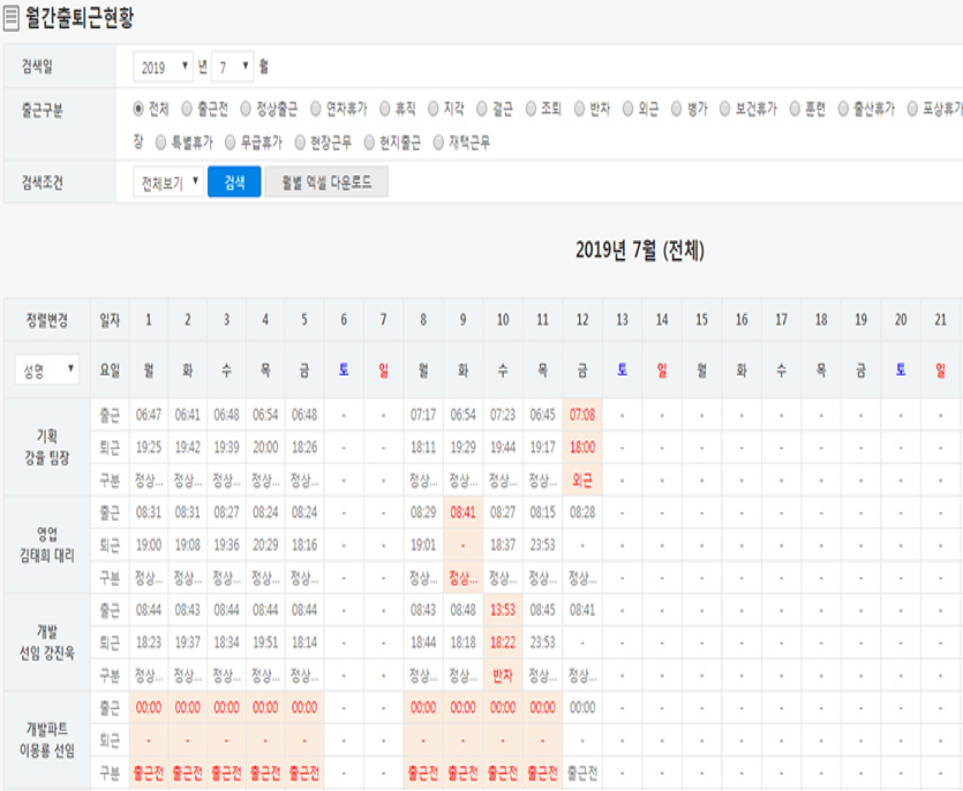 월간출퇴근현황
검색일 2019 년 7 월
출근구분 전체 출근전 정상출근 연차휴가 휴직 지각 결근 조퇴 반차 외근 병가 보건휴가 훈련 출산휴가 포상휴가
장 특별휴가 무급휴가 현장근무 현지출근 재택근무
검색조건 전체보기 검색 월별 엑셀 다운로드
2019년 7월 (전체)
정렬변경 일자 1 2 3 4 5 6 7 8 9 10 11 12 13 14 15 16 17 18 19 20 21
성명 요일 월 화 수 목 금 토 일 월 화 수 목 금 토 일 월 화 수 목 금 토 일
기획
강을 팀장
출근 06:47 06:41 06:48 06:54 06:48 - - 07:17 06:54 07:23 06:45 07:08 - - - - - - - - -
퇴근 19:25 19:42 19:39 20:00 18:26 - - 18:11 19:29 19:44 19:17 18:00 - - - - - - - - -
구분 정상... 정상... 정상... 정상... 정상... - - 정상... 정상... 정상... 정상... 외근 - - - - - - - - -
영업
김태희 대리
출근 08:31 08:31 08:27 08:24 08:24 - - 08:29 08:41 08:27 08:15 08:28 - - - - - - - - -
퇴근 19:00 19:08 19:36 20:29 18:16 - - 19:01 - 18:37 23:53 - - - - - - - - - -
구분 정상... 정상... 정상... 정상... 정상... - - 정상... 정상... 정상... 정상... 정상... - - - - - - - - -
개발
선임 강진욱
출근 08:44 08:43 08:44 08:44 08:44 - - 08:43 08:48 13:53 08:45 08:41 - - - - - - - - -
퇴근 18:23 19:37 18:34 19:51 18:14 - - 18:44 18:18 18:22 23:53 - - - - - - - - - -
구분 정상... 정상... 정상... 정상... 정상... - - 정상... 정상... 반차 정상... 정상... - - - - - - - - -
개발파트
이몽룡 선임
출근 00:00 00:00 00:00 00:00 00:00 - - 00:00 00:00 00:00 00:00 00:00 - - - - - - - - -
퇴근 - - - - - - - - - - - - - - - - - - - - -
구분 출근전 출근전 출근전 출근전 출근전 - - 출근전 출근전 출근전 출근전 출근전 - - - - - - - - -